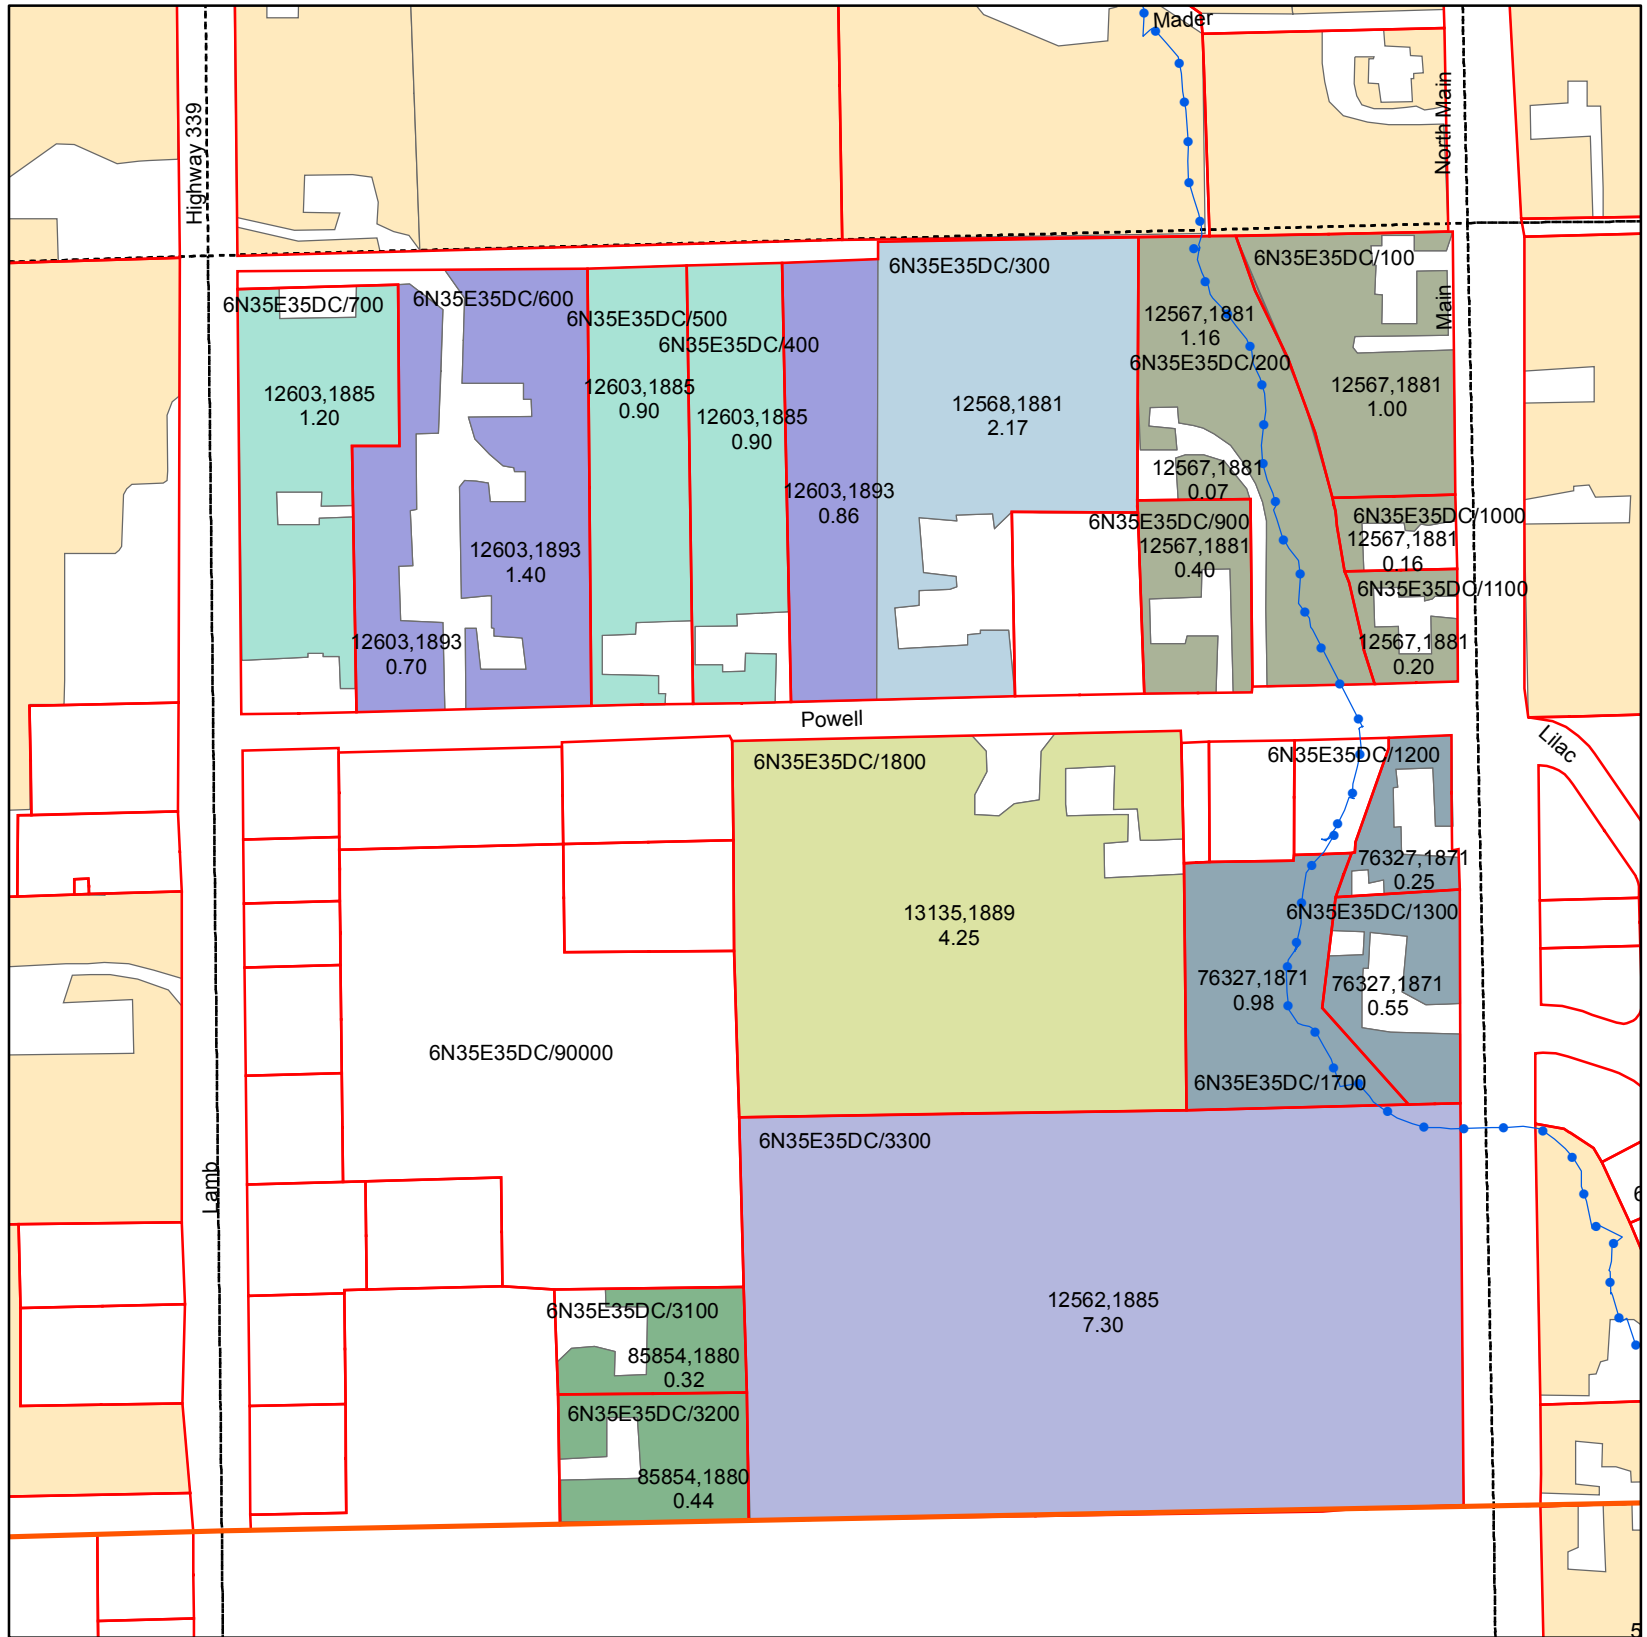 Mader
Highway 339
North Main
6N35E35DC/100
6N35E35DC/300
6N35E35DC/700
6N35E35DC/600
Main
6N35E35DC/500
12567,1881
1.16
6N35E35DC/400
6N35E35DC/200
12603,1885
1.20
12603,1885
0.90
12603,1885
0.90
12568,1881
2.17
12567,1881
1.00
12603,1893
0.86
12567,1881
0.07
6N35E35DC/900
12567,1881
0.40
6N35E35DC/1000
12567,1881
0.16
12603,1893
1.40
6N35E35DC/1100
12603,1893
0.70
12567,1881
0.20
Powell
Lilac
6N35E35DC/1800
6N35E35DC/1200
76327,1871
0.25
13135,1889
4.25
6N35E35DC/1300
76327,1871
0.98
76327,1871
0.55
6N35E35DC/90000
6N35E35DC/1700
6N35E35DC/3300
Lamb
6
12562,1885
7.30
6N35E35DC/3100
85854,1880
0.32
6N35E35DC/3200
85854,1880
0.44
5